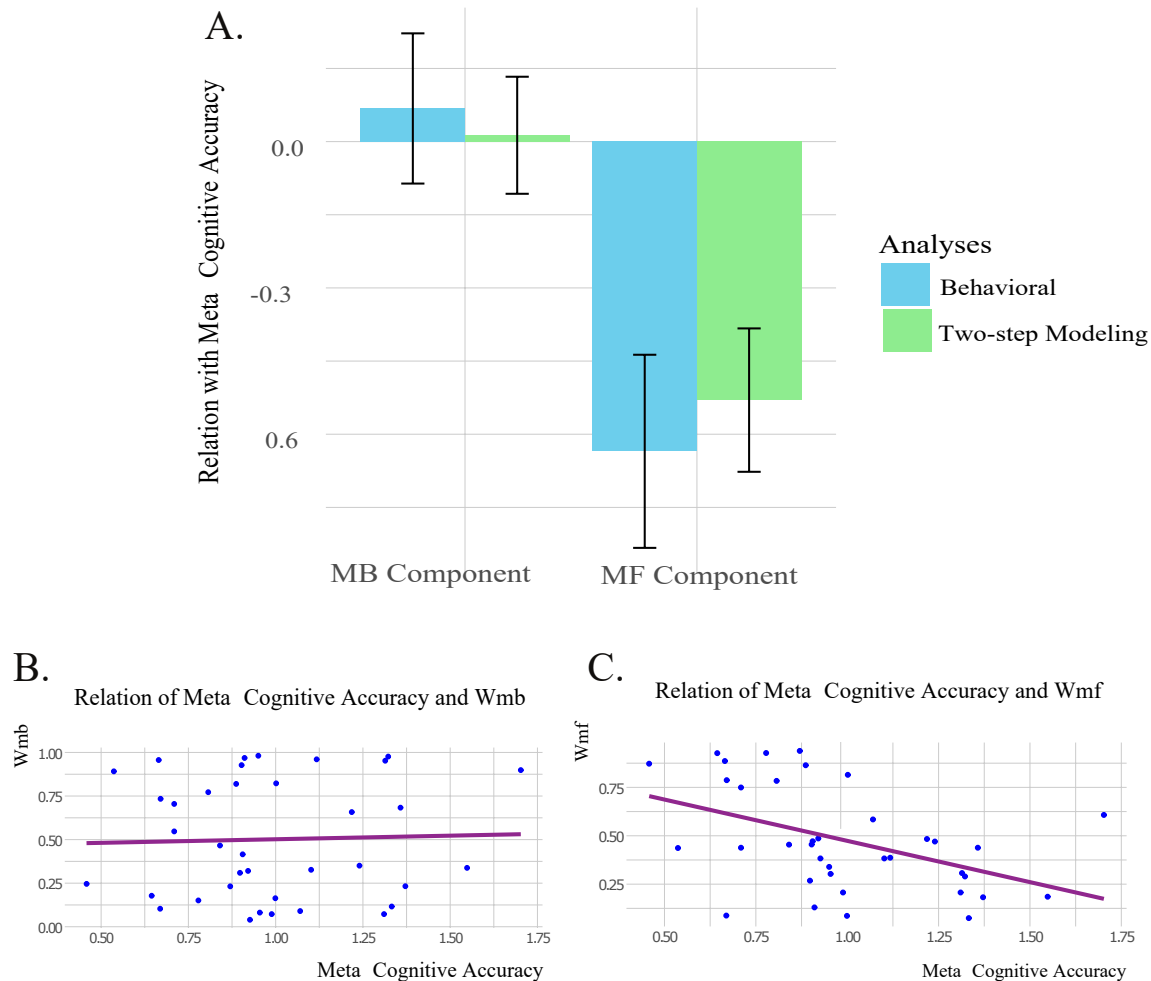 A.
Relation with Meta Cognitive Accuracy
0.0
-0.3
0.6
MB Component
MF Component
Analyses
Behavioral
Two-step Modeling
B.
Relation of Meta Cognitive Accuracy and Wmb
Wmb
1.00
0.75
0.50
0.25
0.00
0.50 0.75 1.00 1.25 1.50 1.75
Meta Cognitive Accuracy
C.
Relation of Meta Cognitive Accuracy and Wmf
Wmf
0.75
0.50
0.25
0.50 0.75 1.00 1.25 1.50 1.75
Meta Cognitive Accuracy